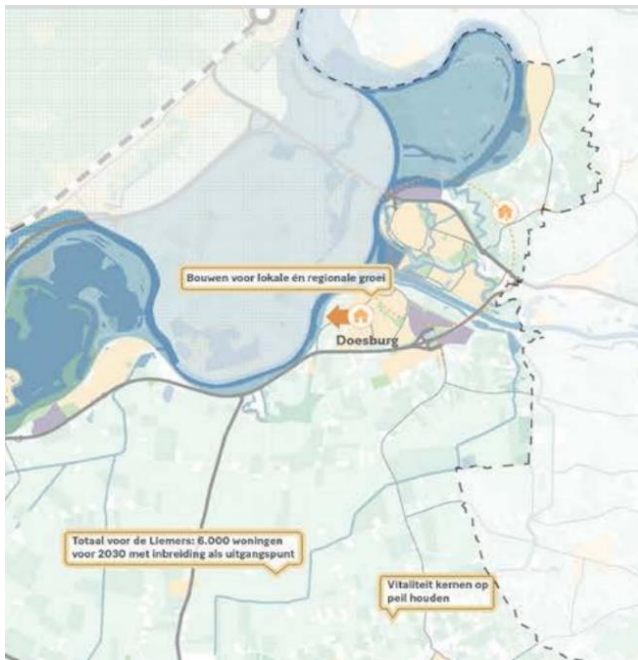 Bouwen voor lokale én regionale groei
Doesburg
Totaal voor de Liemers: 6.000 woningen
voor 2030 met inbreiding als uitgangspunt
Vitaliteit kernen op
peil houden